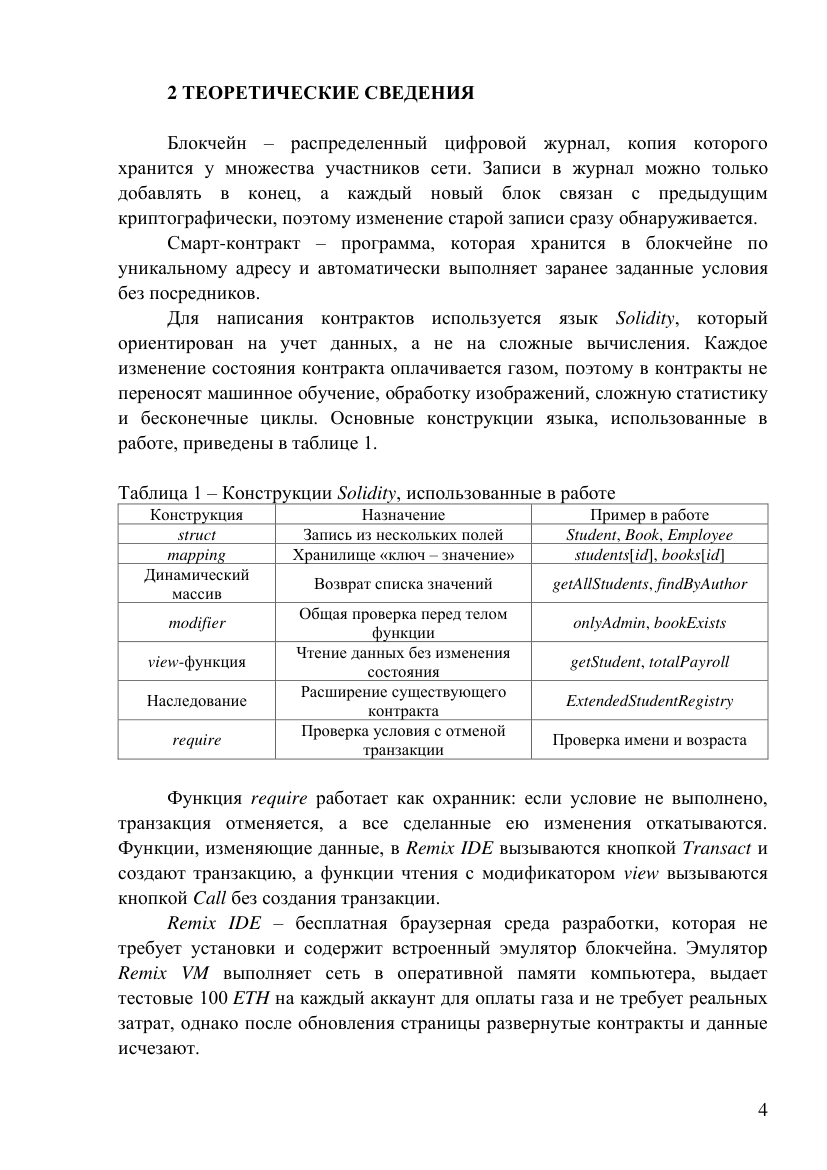 2 ТЕОРЕТИЧЕСКИЕ СВЕДЕНИЯ
Блокчейн – распределенный цифровой журнал, копия которого
хранится у множества участников сети. Записи в журнал можно только
добавлять в конец, а каждый новый блок связан с предыдущим
криптографически, поэтому изменение старой записи сразу обнаруживается.
Смарт-контракт – программа, которая хранится в блокчейне по
уникальному адресу и автоматически выполняет заранее заданные условия
без посредников.
Для написания контрактов используется язык Solidity, который
ориентирован на учет данных, а не на сложные вычисления. Каждое
изменение состояния контракта оплачивается газом, поэтому в контракты не
переносят машинное обучение, обработку изображений, сложную статистику
и бесконечные циклы. Основные конструкции языка, использованные в
работе, приведены в таблице 1.
Таблица 1 – Конструкции Solidity, использованные в работе
Конструкция Назначение Пример в работе
struct Запись из нескольких полей Student, Book, Employee
mapping Хранилище «ключ – значение» students[id], books[id]
Динамический
массив Возврат списка значений getAllStudents, findByAuthor
modifier Общая проверка перед телом
функции onlyAdmin, bookExists
view-функция Чтение данных без изменения
состояния getStudent, totalPayroll
Наследование Расширение существующего
контракта ExtendedStudentRegistry
require Проверка условия с отменой
транзакции Проверка имени и возраста
Функция require работает как охранник: если условие не выполнено,
транзакция отменяется, а все сделанные ею изменения откатываются.
Функции, изменяющие данные, в Remix IDE вызываются кнопкой Transact и
создают транзакцию, а функции чтения с модификатором view вызываются
кнопкой Call без создания транзакции.
Remix IDE – бесплатная браузерная среда разработки, которая не
требует установки и содержит встроенный эмулятор блокчейна. Эмулятор
Remix VM выполняет сеть в оперативной памяти компьютера, выдает
тестовые 100 ETH на каждый аккаунт для оплаты газа и не требует реальных
затрат, однако после обновления страницы развернутые контракты и данные
исчезают.
4